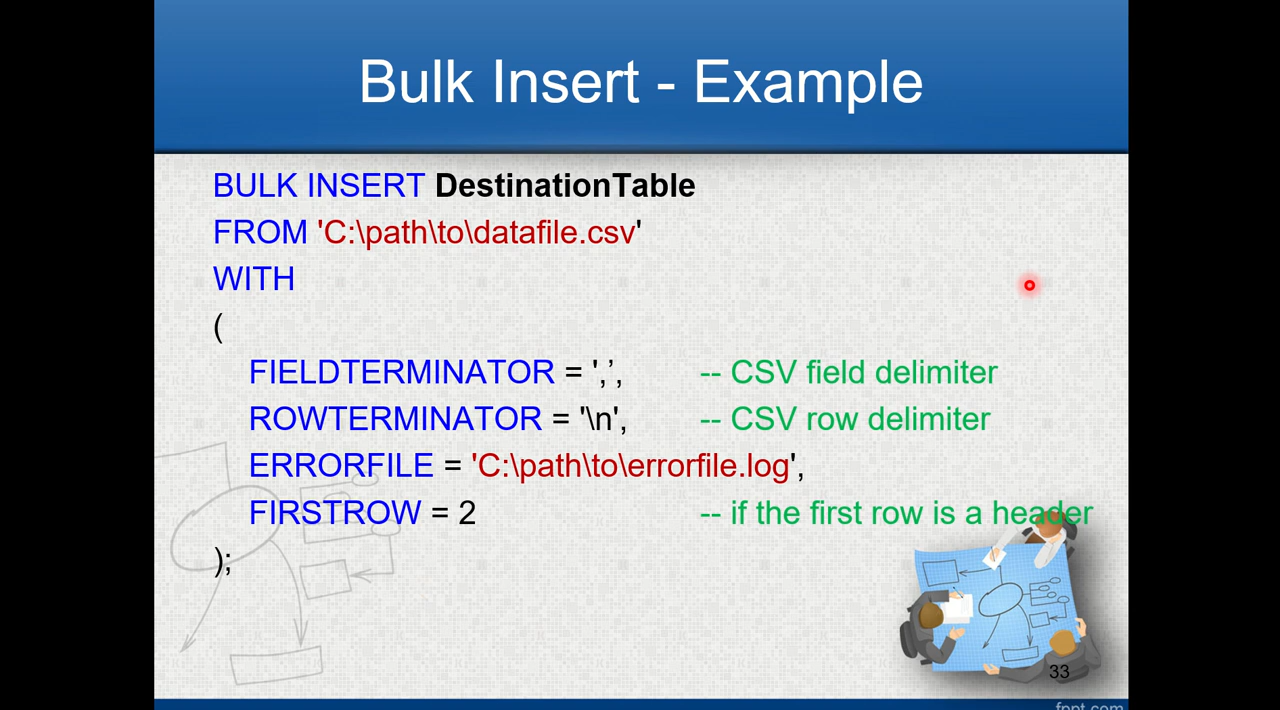 Bulk Insert - Example
BULK INSERT DestinationTable
FROM 'C:\path\to\datafile.csv'
WITH
(
FIELDTERMINATOR = ',’, -- CSV field delimiter
ROWTERMINATOR = '\n', -- CSV row delimiter
ERRORFILE = 'C:\path\to\errorfile.log',
FIRSTROW = 2 -- if the first row is a header
);
33
fppt.com